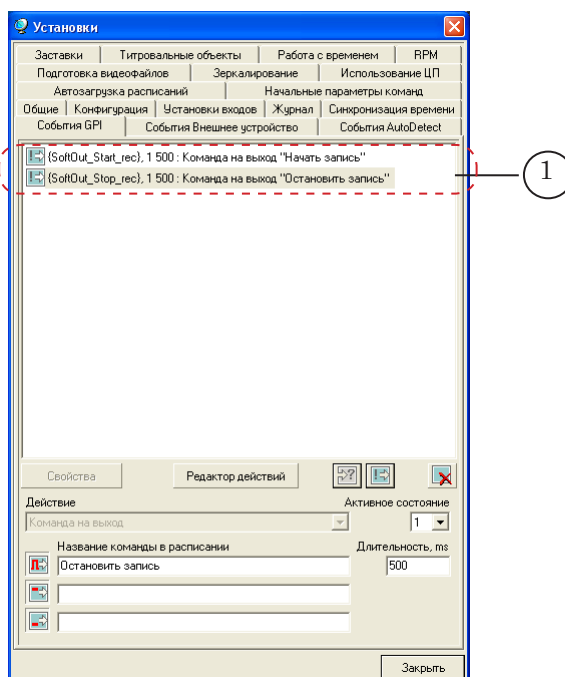 Установки
Заставки Титровальные объекты Работа с временем RPM
Подготовка видеофайлов Зеркалирование Использование ЦП
Автозагрузка расписаний Начальные параметры команд
Общие Конфигурация Установки входов Журнал Синхронизация времени
События GPI События Внешнее устройство События AutoDetect
{SoftOut_Start_rec}, 1 500 : Команда на выход "Начать запись"
{SoftOut_Stop_rec}, 1 500 : Команда на выход "Остановить запись"
1
Свойства Редактор действий
Действие Активное состояние
Команда на выход 1
Название команды в расписании Длительность, ms
Остановить запись 500
Закрыть